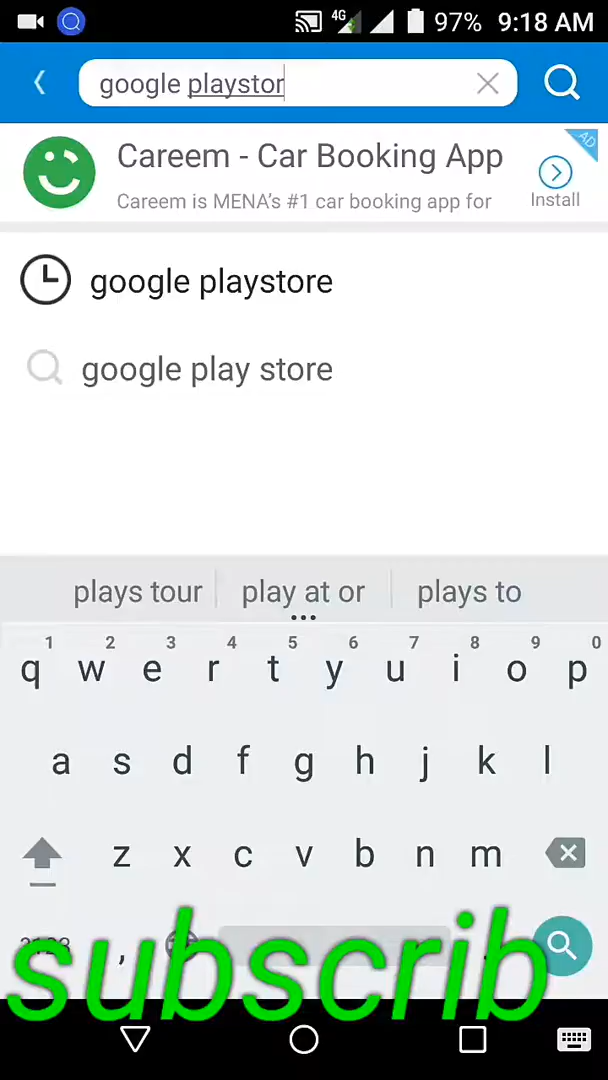 4G 97% 9:18 AM
google playstor
AD
Careem - Car Booking App
Careem is MENA's #1 car booking app for
Install
google playstore
google play store
plays tour play at or plays to
1 2 3 4 5 6 7 8 9 0
q w e r t y u i o p
a s d f g h j k l
z x c v b n m
,
subscrib